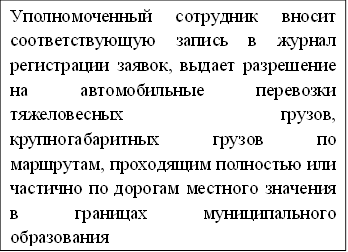 Уполномоченный сотрудник вносит
соответствующую запись в журнал
регистрации заявок, выдает разрешение
на автомобильные перевозки
тяжеловесных грузов,
крупногабаритных грузов по
маршрутам, проходящим полностью или
частично по дорогам местного значения
в границах муниципального
образования